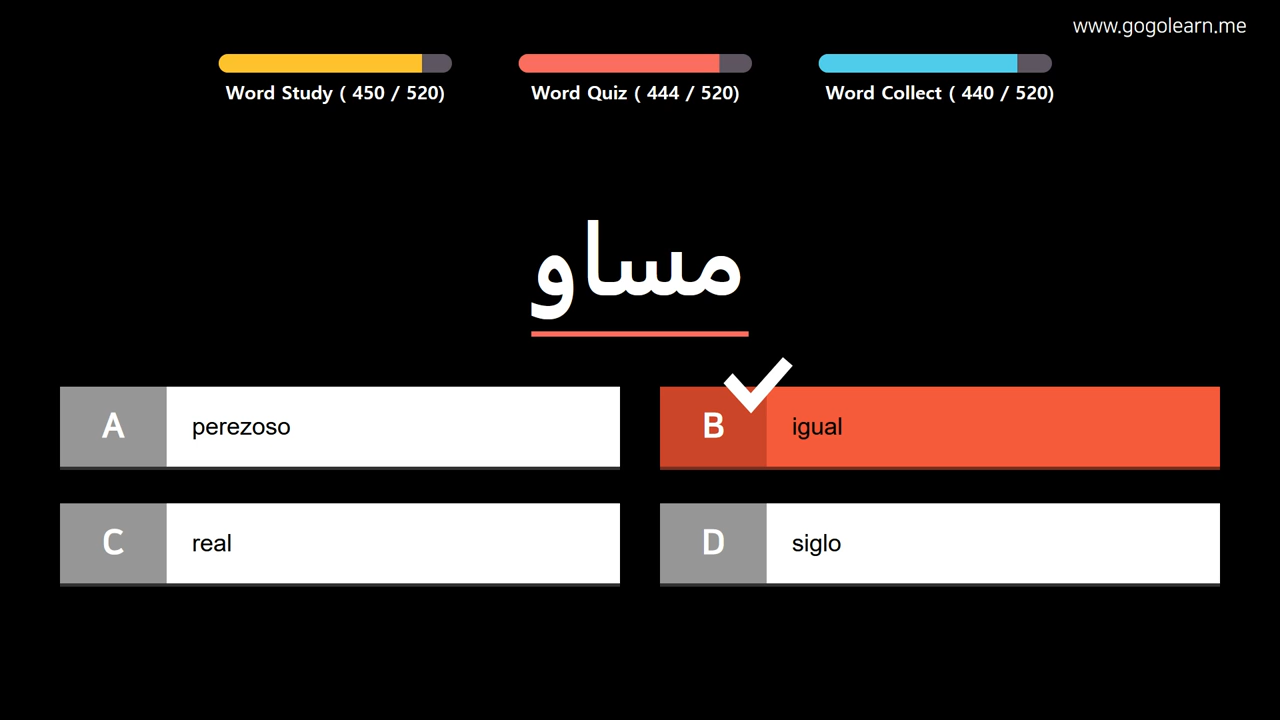 www.gogolearn.me
Word Study ( 450 / 520)
Word Quiz ( 444 / 520)
Word Collect ( 440 / 520)
مساو
A
perezoso
B
igual
C
real
D
siglo